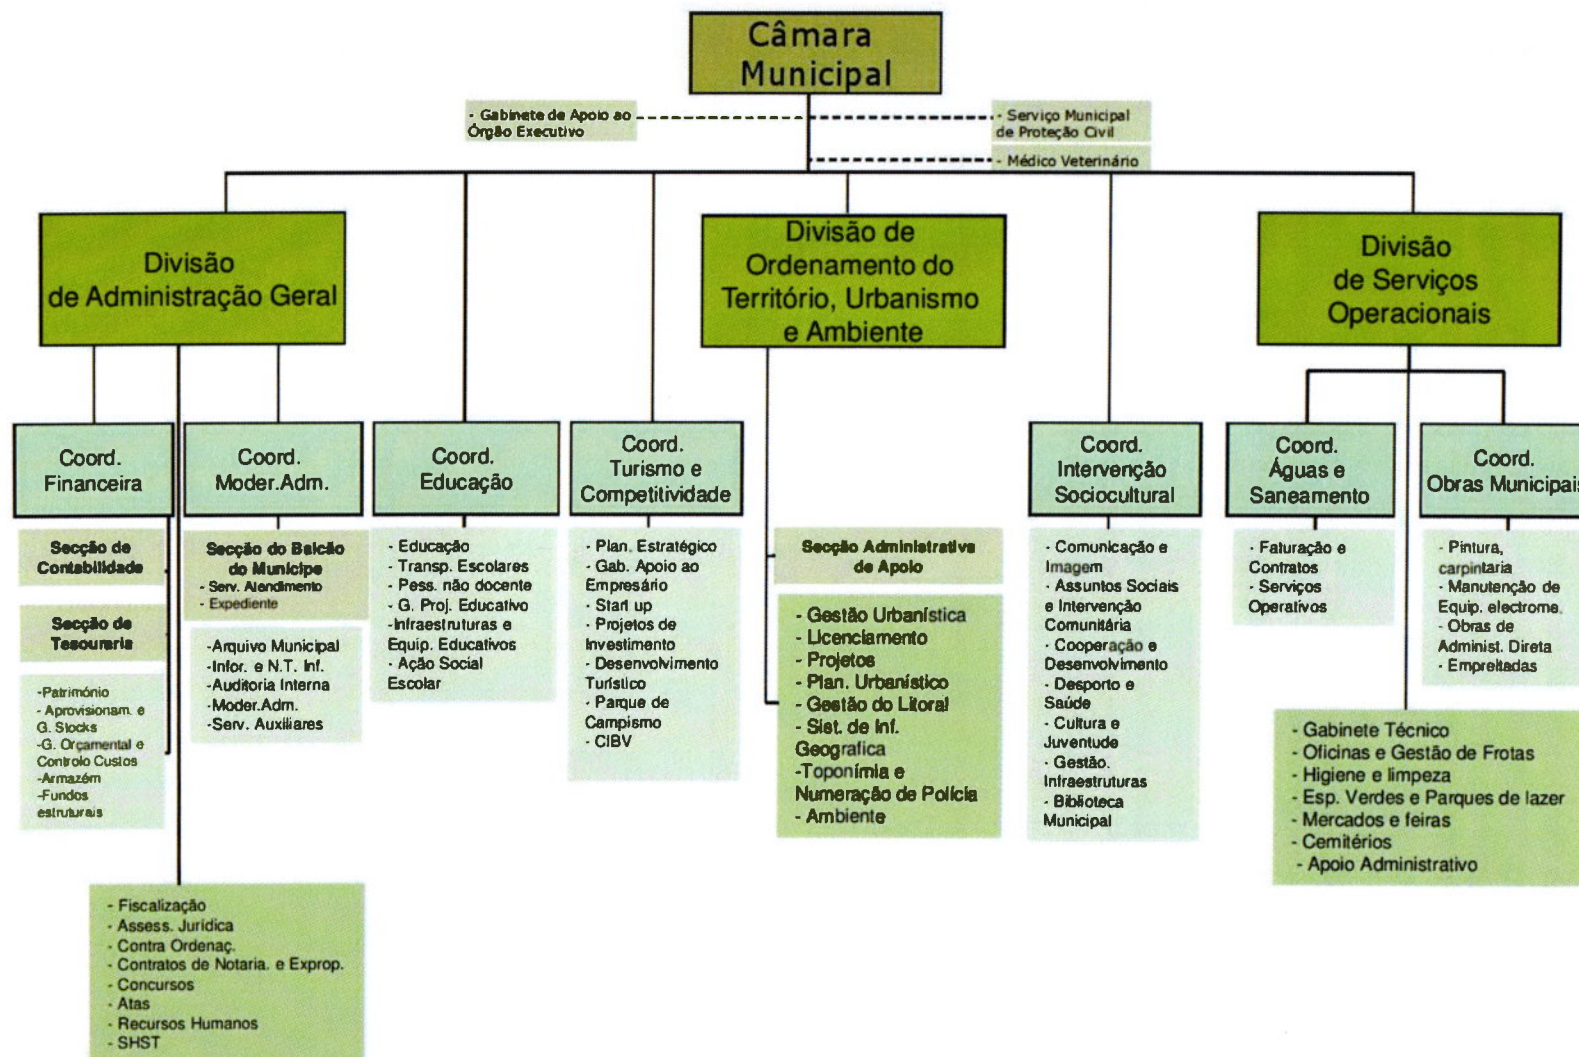 Câmara
Municipal
- Gabinete de Apoio ao
Órgão Executivo
- Serviço Municipal
de Proteção Civil
- Médico Veterinário
Divisão
de Administração Geral
Divisão de
Ordenamento do
Território, Urbanismo
e Ambiente
Divisão
de Serviços
Operacionais
Coord.
Financeira
Coord.
Moder.Adm.
Coord.
Educação
Coord.
Turismo e
Competitividade
Coord.
Intervenção
Sociocultural
Coord.
Águas e
Saneamento
Coord.
Obras Municipais
Secção de
Contabilidade
Secção de
Tesouraria
-Património
- Aprovisionam. e
G. Stocks
-G. Orçamental e
Controlo Custos
-Armazém
-Fundos
estruturais
Secção do Balcão
do Munícipe
- Serv. Atendimento
- Expediente
-Arquivo Municipal
-Infor. e N.T. Inf.
-Auditoria Interna
-Moder.Adm.
-Serv. Auxiliares
- Educação
- Transp. Escolares
- Pess. não docente
- G. Proj. Educativo
-Infraestruturas e
Equip. Educativos
- Ação Social
Escolar
- Plan. Estratégico
- Gab. Apoio ao
Empresário
- Start up
- Projetos de
Investimento
- Desenvolvimento
Turístico
- Parque de
Campismo
- CIBV
Secção Administrativa
de Apoio
- Gestão Urbanística
- Licenciamento
- Projetos
- Plan. Urbanístico
- Gestão do Litoral
- Sist. de Inf.
Geografica
-Toponímia e
Numeração de Polícia
- Ambiente
- Comunicação e
Imagem
- Assuntos Sociais
e Intervenção
Comunitária
- Cooperação e
Desenvolvimento
- Desporto e
Saúde
- Cultura e
Juventude
- Gestão.
Infraestruturas
- Biblioteca
Municipal
- Faturação e
Contratos
- Serviços
Operativos
- Pintura,
carpintaria
- Manutenção de
Equip. electrome.
- Obras de
Administ. Direta
- Empreitadas
- Gabinete Técnico
- Oficinas e Gestão de Frotas
- Higiene e limpeza
- Esp. Verdes e Parques de lazer
- Mercados e feiras
- Cemitérios
- Apoio Administrativo
- Fiscalização
- Assess. Jurídica
- Contra Ordenaç.
- Contratos de Notaria. e Exprop.
- Concursos
- Atas
- Recursos Humanos
- SHST